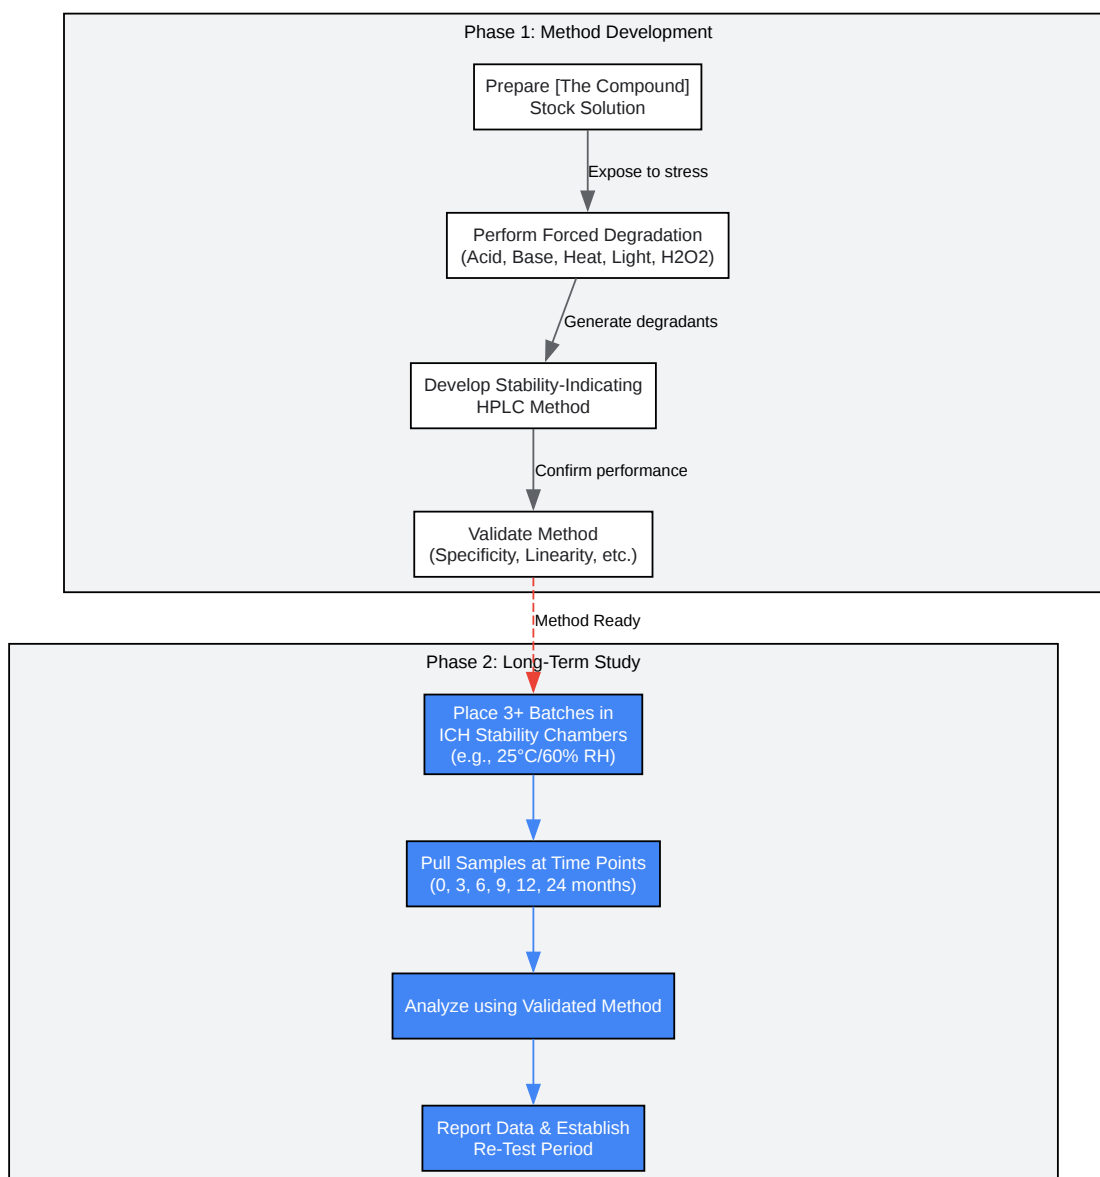 Phase 1: Method Development
Prepare [The Compound]
Stock Solution
Expose to stress
Perform Forced Degradation
(Acid, Base, Heat, Light, H2O2)
Generate degradants
Develop Stability-Indicating
HPLC Method
Confirm performance
Validate Method
(Specificity, Linearity, etc.)
Method Ready
Phase 2: Long-Term Study
Place 3+ Batches in
ICH Stability Chambers
(e.g., 25°C/60% RH)
Pull Samples at Time Points
(0, 3, 6, 9, 12, 24 months)
Analyze using Validated Method
Report Data & Establish
Re-Test Period